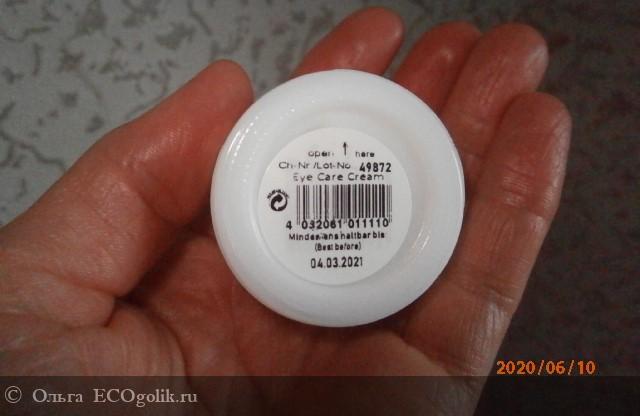 open ↑ here
Ch-Nr./Lot-No. 49872
Eye Care Cream
4 032061 011110
Mindestens haltbar bis
(Best before)
04.03.2021
2020/06/10
© Ольга ECOgolik.ru